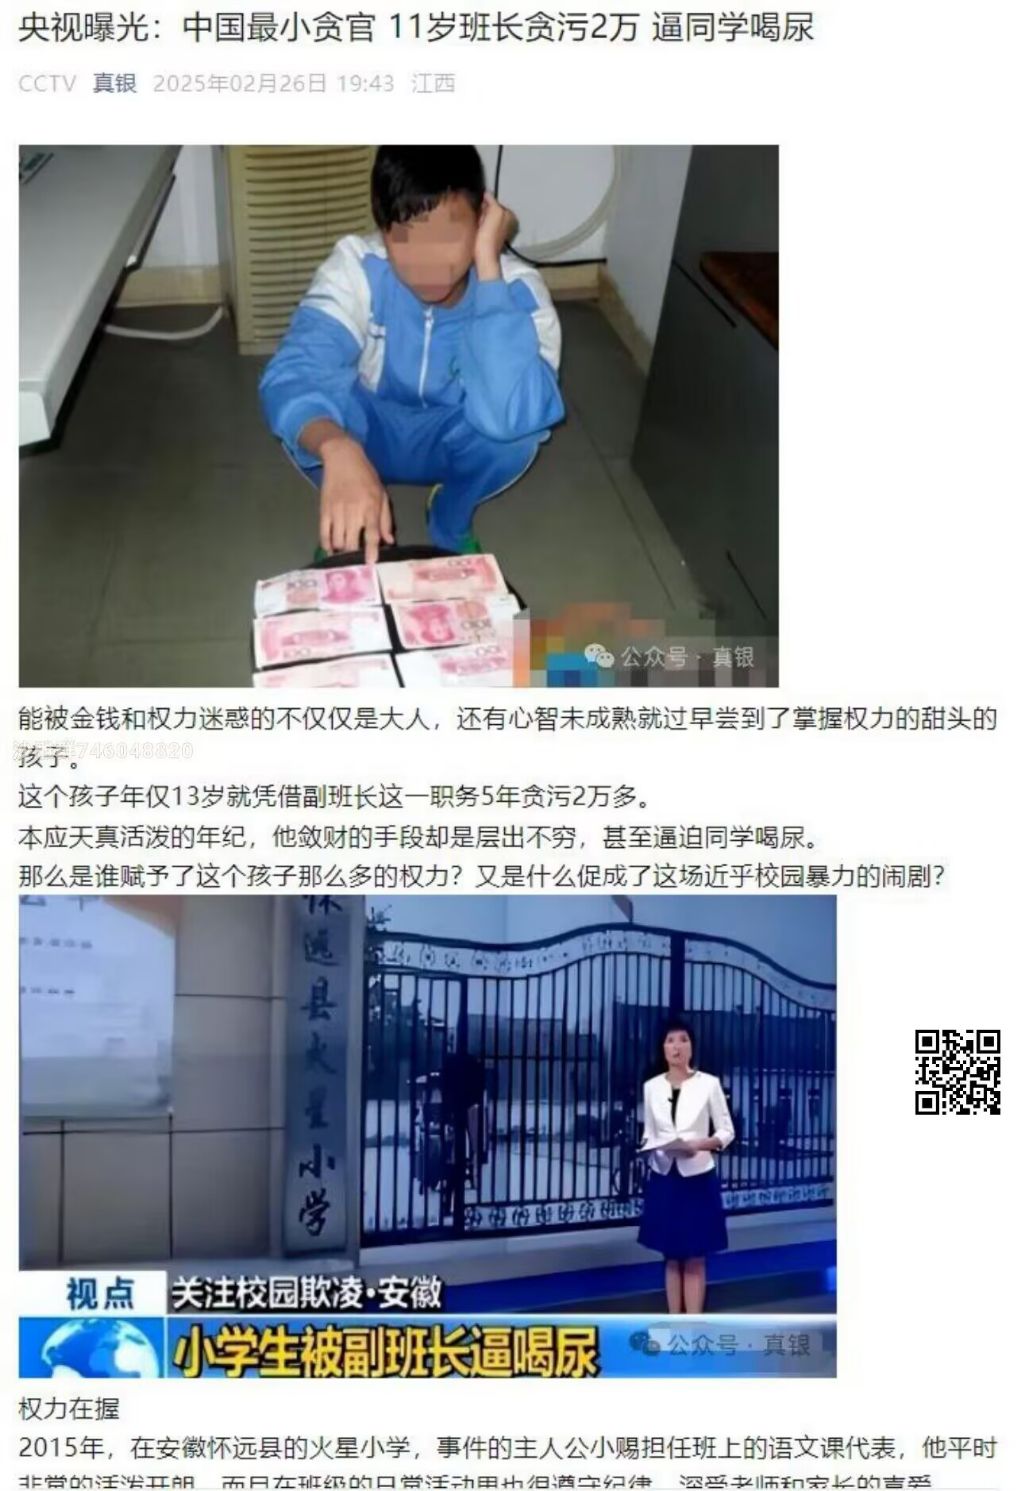 央视曝光：中国最小贪官 11岁班长贪污2万 逼同学喝尿
CCTV 真银 2025年02月26日 19:43 江西
公众号 · 真银
能被金钱和权力迷惑的不仅仅是大人，还有心智未成熟就过早尝到了掌握权力的甜头的
孩子。
746048820
这个孩子年仅13岁就凭借副班长这一职务5年贪污2万多。
本应天真活泼的年纪，他敛财的手段却是层出不穷，甚至逼迫同学喝尿。
那么是谁赋予了这个孩子那么多的权力？又是什么促成了这场近乎校园暴力的闹剧？
远县火星小学
视点 关注校园欺凌·安徽
小学生被副班长逼喝尿
公众号 · 真银
权力在握
2015年，在安徽怀远县的火星小学，事件的主人公小赐担任班上的语文课代表，他平时
非常的活泼开朗，而且在班级的日常活动里也很遵守纪律，深受老师和家长的喜爱。